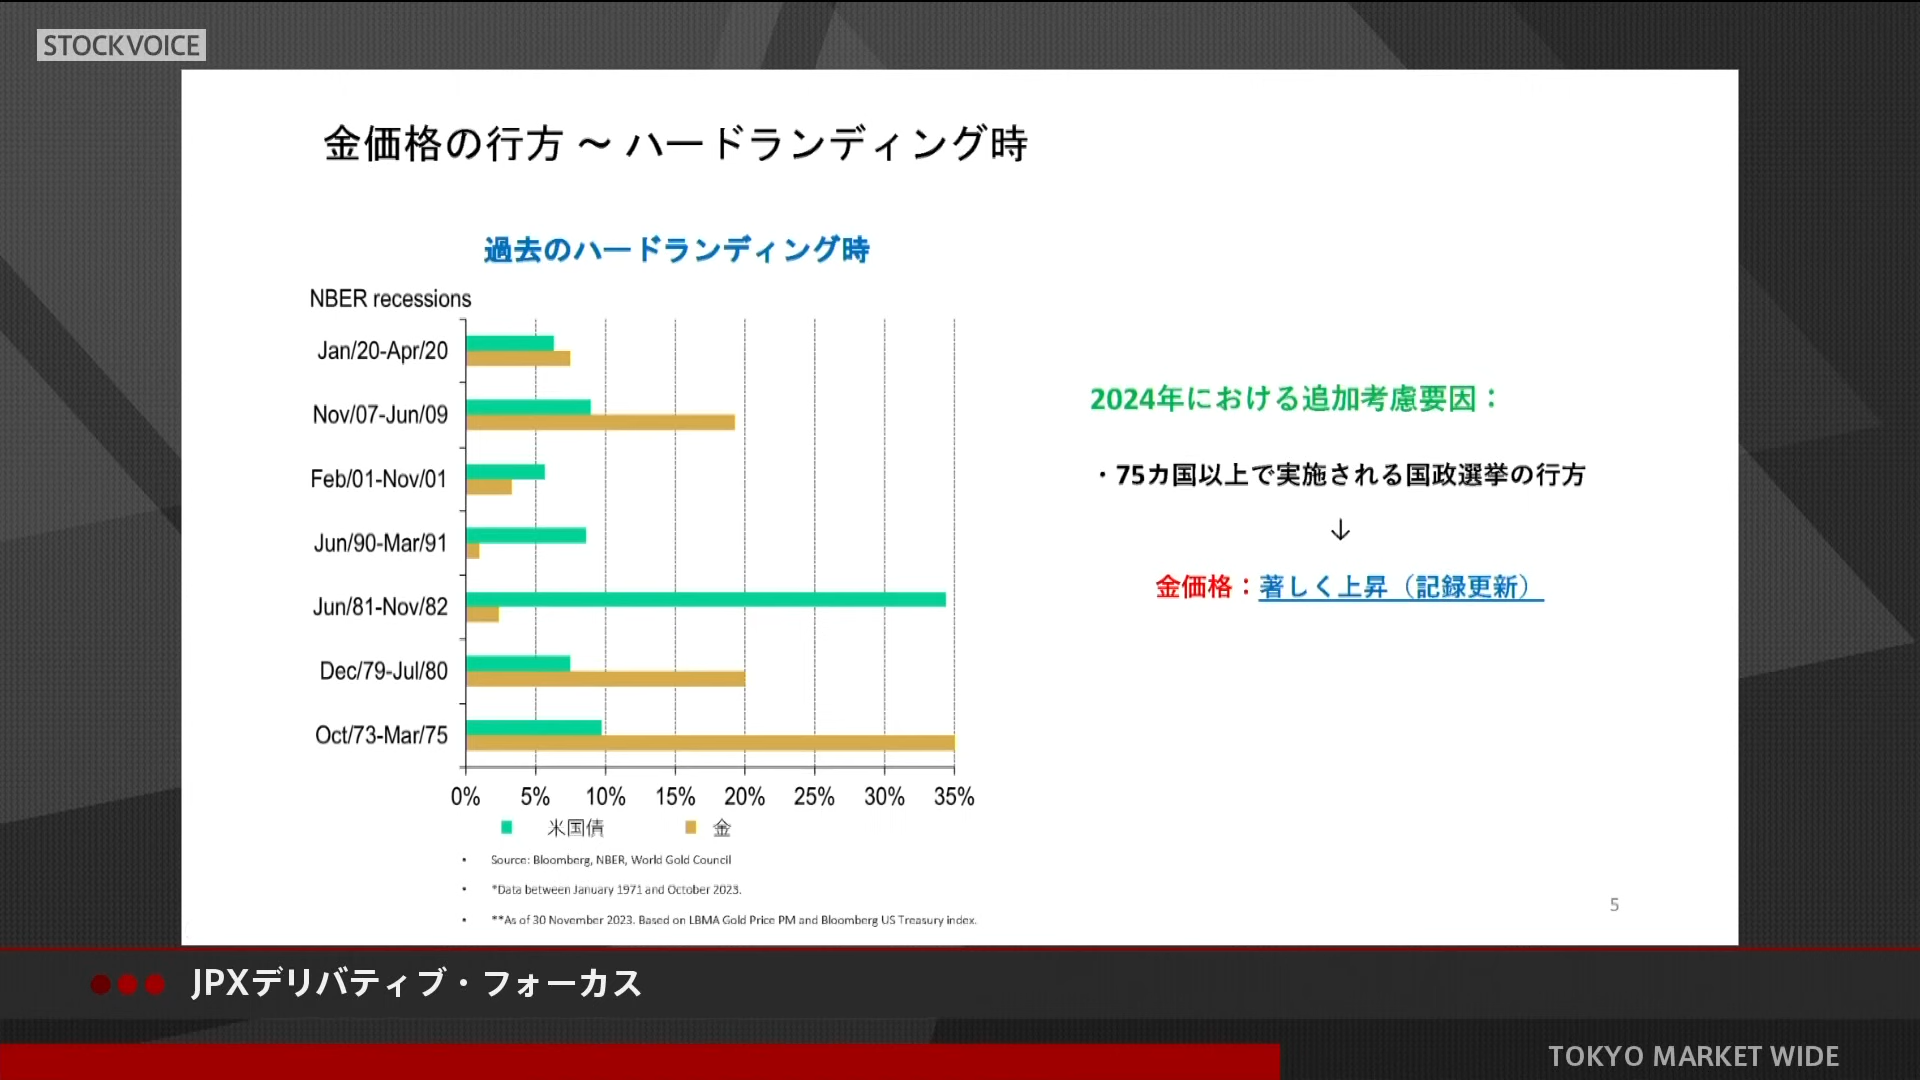 STOCKVOICE
金価格の行方 ～ ハードランディング時
過去のハードランディング時
NBER recessions
Jan/20-Apr/20
Nov/07-Jun/09
Feb/01-Nov/01
Jun/90-Mar/91
Jun/81-Nov/82
Dec/79-Jul/80
Oct/73-Mar/75
0% 5% 10% 15% 20% 25% 30% 35%
米国債 金
• Source: Bloomberg, NBER, World Gold Council
• *Data between January 1971 and October 2023.
• **As of 30 November 2023. Based on LBMA Gold Price PM and Bloomberg US Treasury index.
2024年における追加考慮要因：
・75カ国以上で実施される国政選挙の行方
↓
金価格：著しく上昇（記録更新）
5
JPXデリバティブ・フォーカス
TOKYO MARKET WIDE